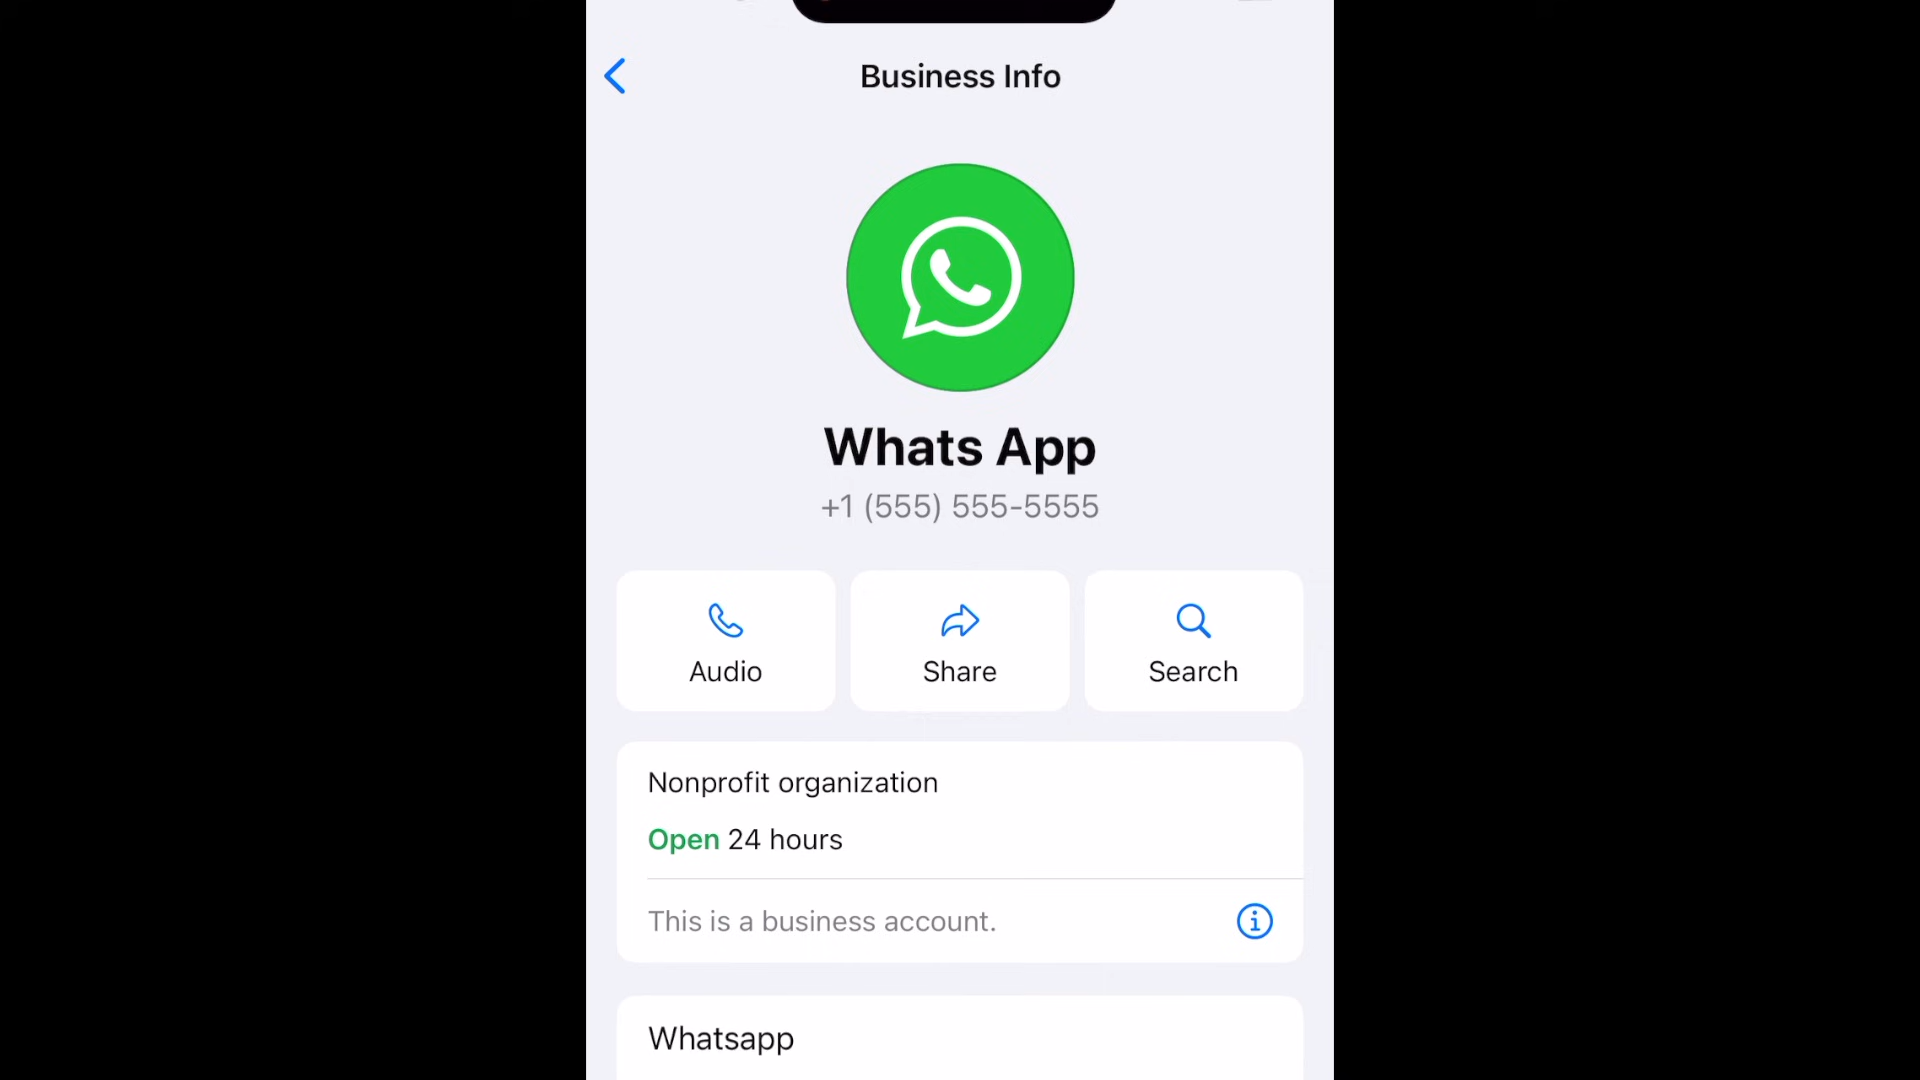 Business Info
Whats App
+1 (555) 555-5555
Audio
Share
Search
Nonprofit organization
Open 24 hours
This is a business account.
Whatsapp